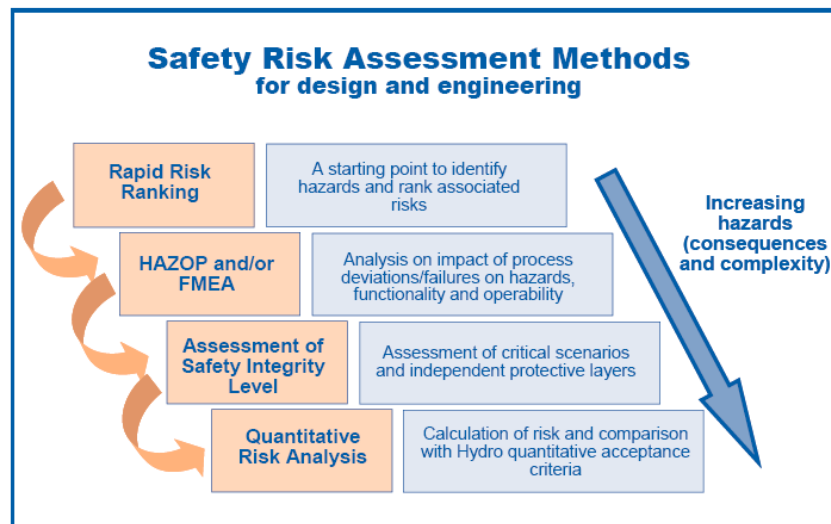 Safety Risk Assessment Methods
for design and engineering
Rapid Risk
Ranking
A starting point to identify
hazards and rank associated
risks
Increasing
hazards
(consequences
and complexity)
HAZOP and/or
FMEA
Analysis on impact of process
deviations/failures on hazards,
functionality and operability
Assessment of
Safety Integrity
Level
Assessment of critical scenarios
and independent protective layers
Quantitative
Risk Analysis
Calculation of risk and comparison
with Hydro quantitative acceptance
criteria